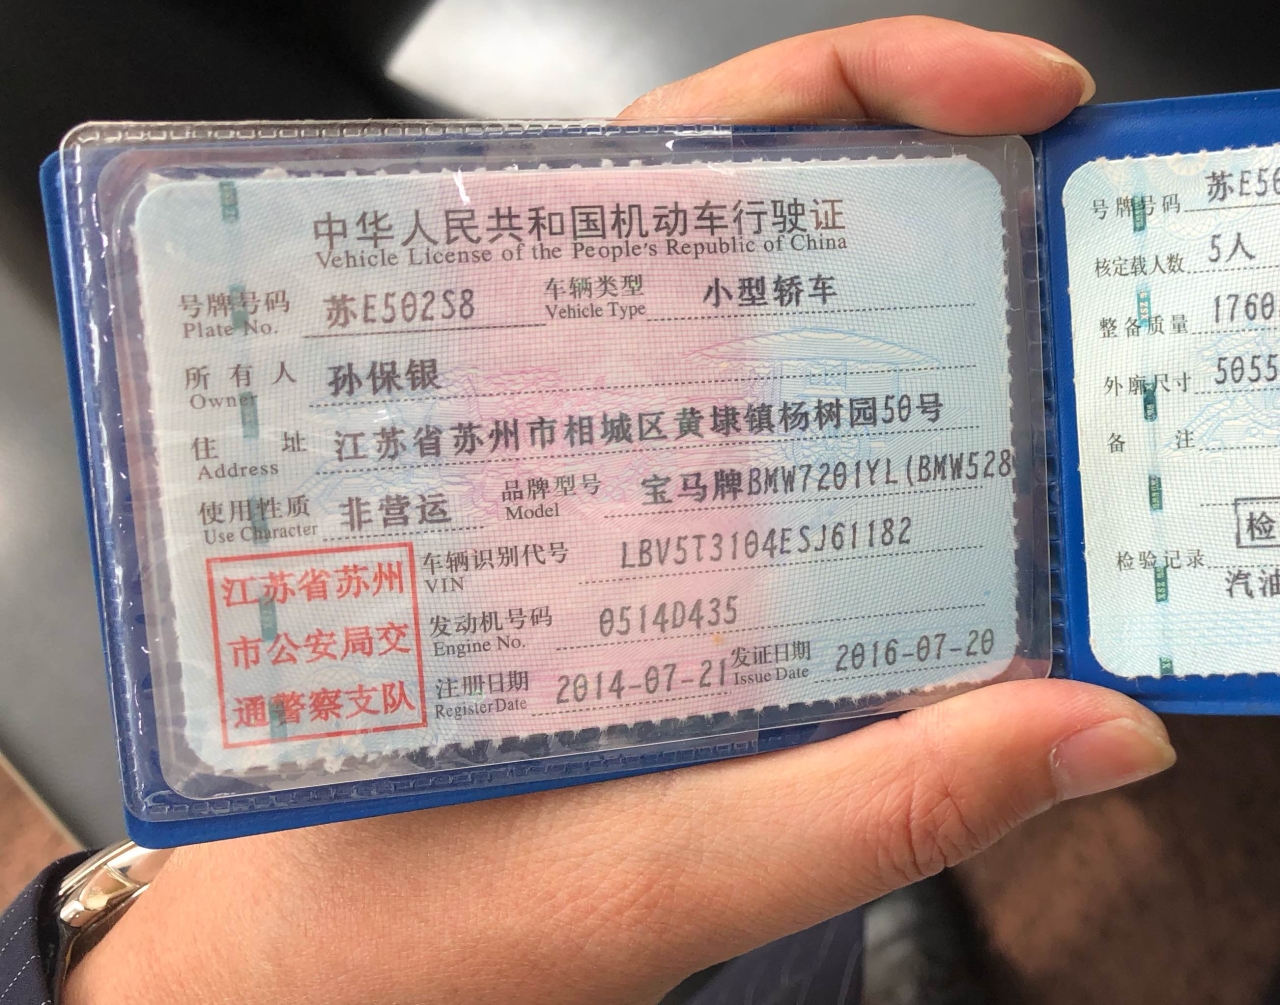 中华人民共和国机动车行驶证
Vehicle License of the People's Republic of China
号牌号码 苏E502S8 车辆类型 小型轿车
Plate No. Vehicle Type
所有人 孙保银
Owner
住址 江苏省苏州市相城区黄埭镇杨树园50号
Address
使用性质 非营运 品牌型号 宝马牌BMW7201YL(BMW528
Use Character Model
车辆识别代号 LBV5T3104ESJ61182
VIN
发动机号码 0514D435
Engine No.
注册日期 2014-07-21 发证日期 2016-07-20
Register Date Issue Date
江苏省苏州
市公安局交
通警察支队
号牌号码 苏E50
核定载人数 5人
整备质量 1760
外廓尺寸 5055
备注
检验记录 检
汽油